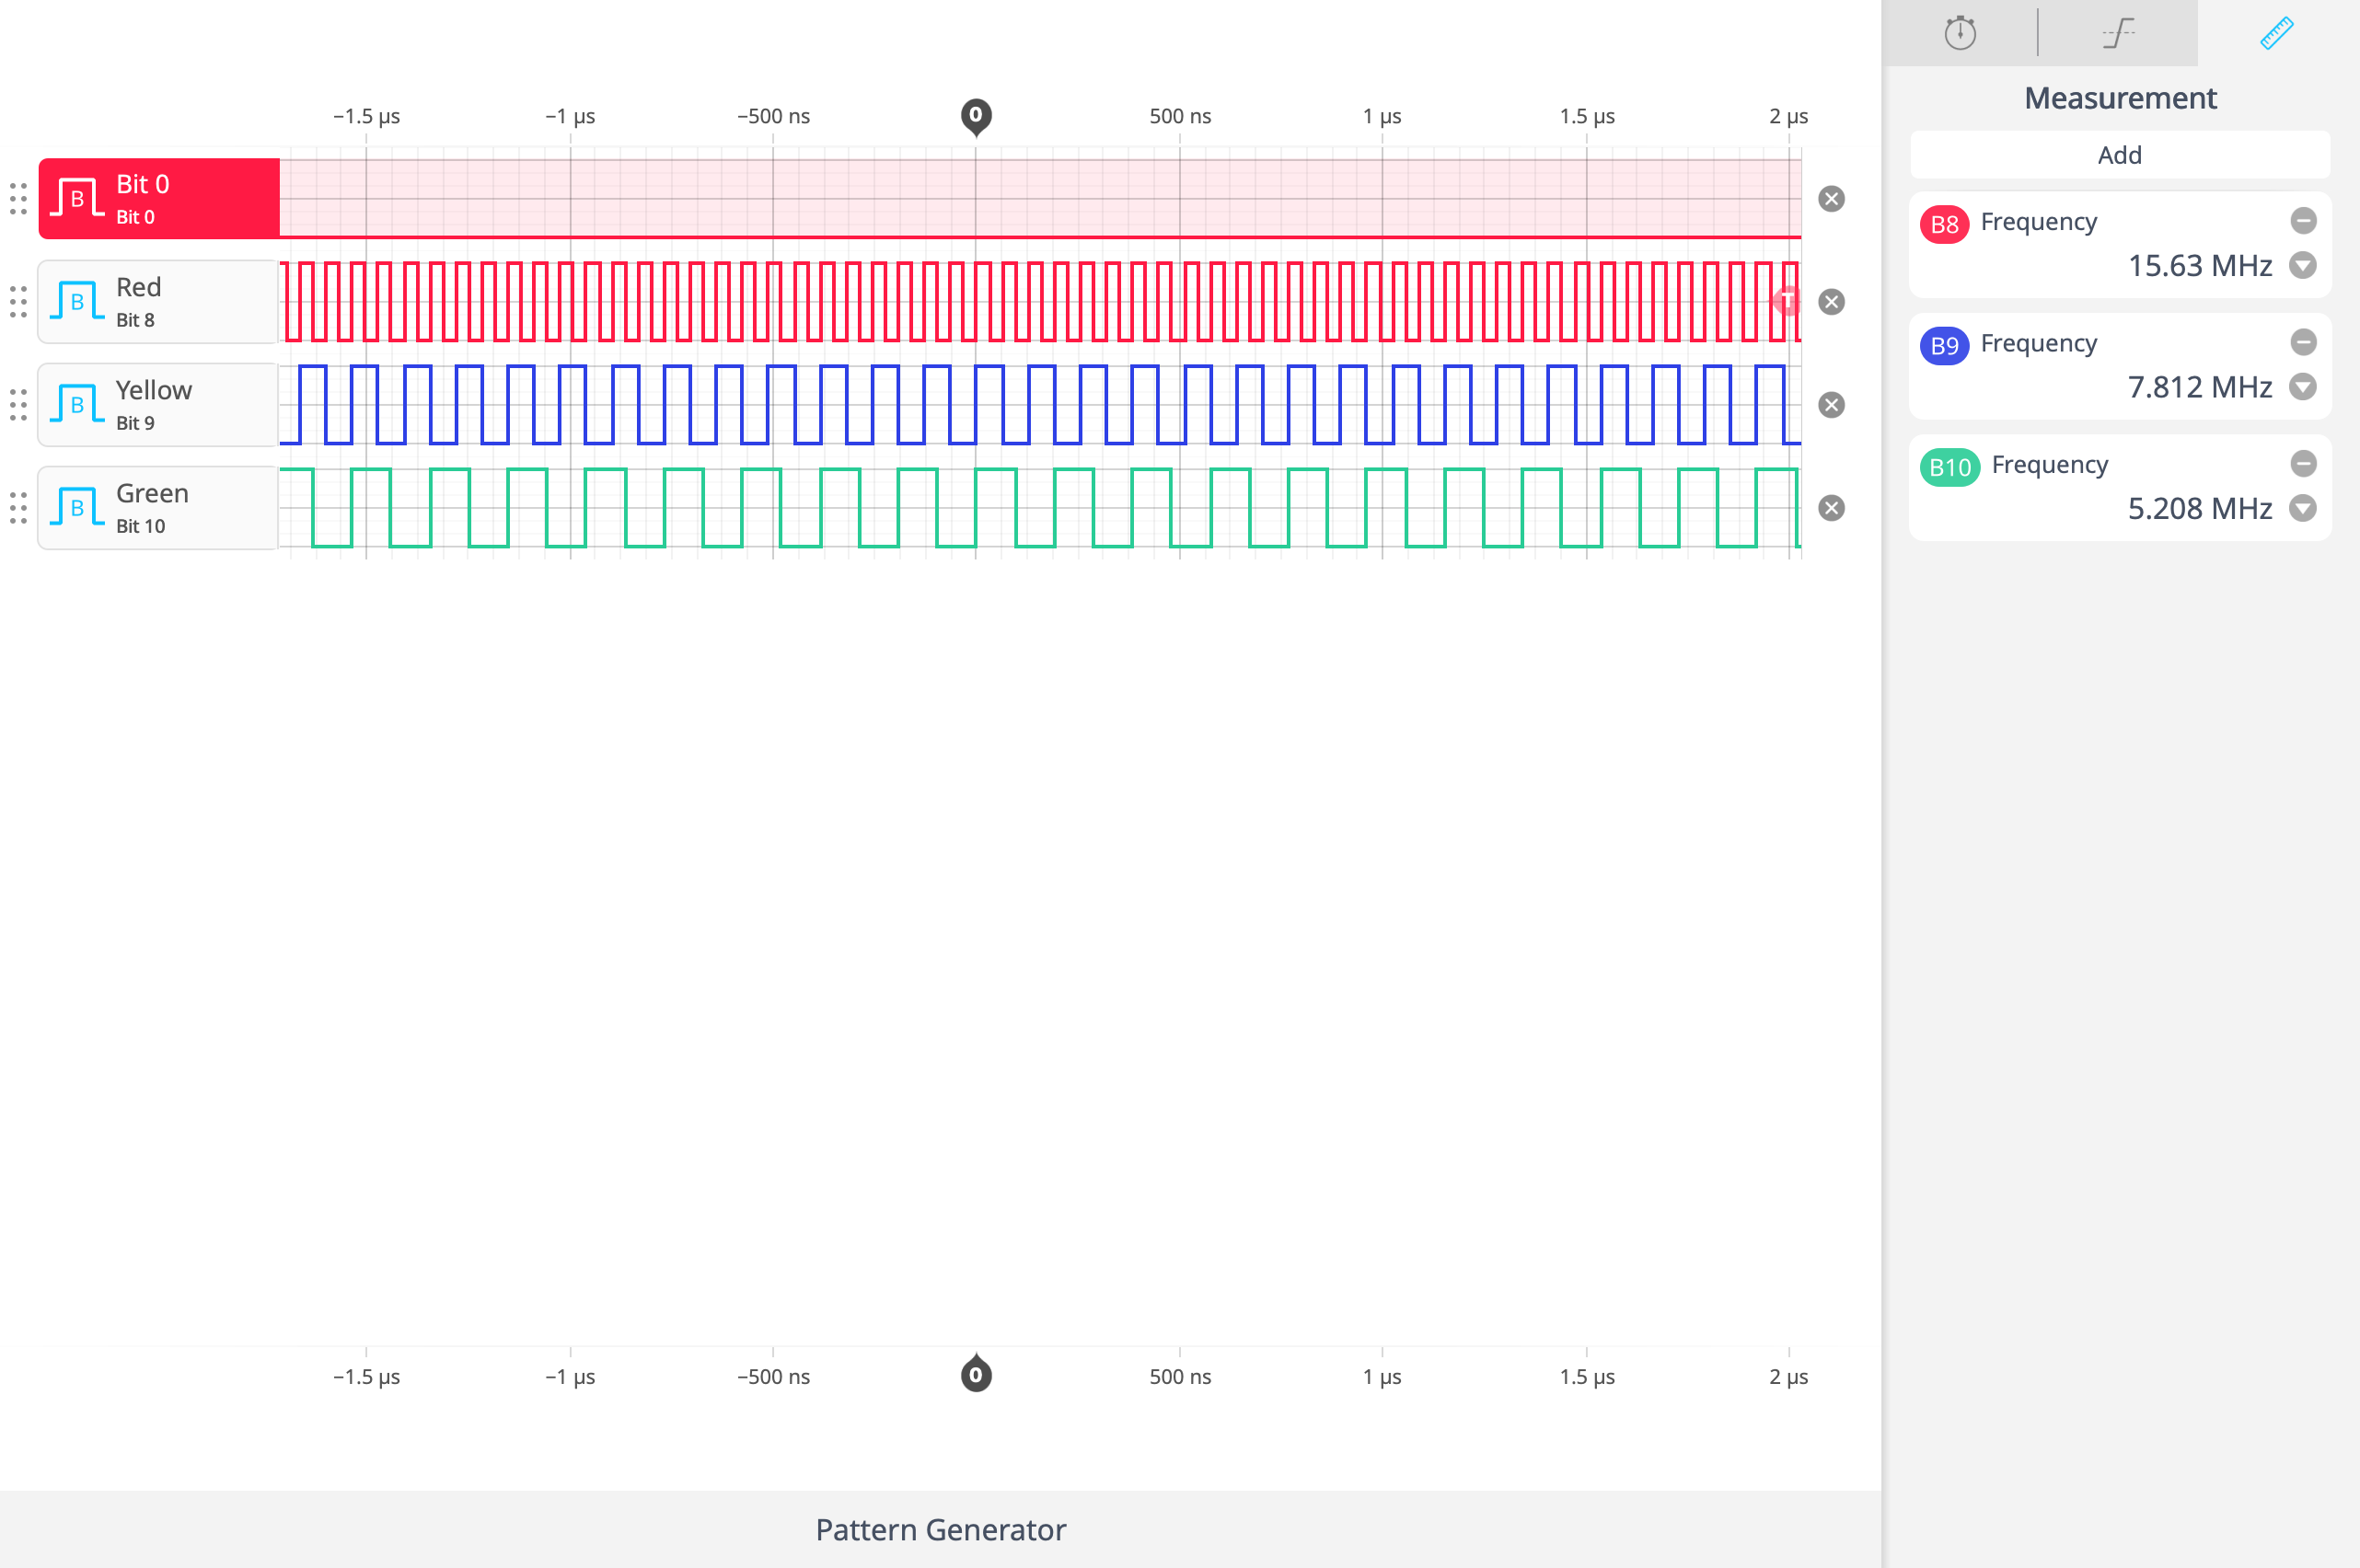 −1.5 µs −1 µs −500 ns 0 500 ns 1 µs 1.5 µs 2 µs
B Bit 0
Bit 0
B Red
Bit 8
T
B Yellow
Bit 9
B Green
Bit 10
−1.5 µs −1 µs −500 ns 0 500 ns 1 µs 1.5 µs 2 µs
Pattern Generator
Measurement
Add
B8 Frequency
15.63 MHz
B9 Frequency
7.812 MHz
B10 Frequency
5.208 MHz